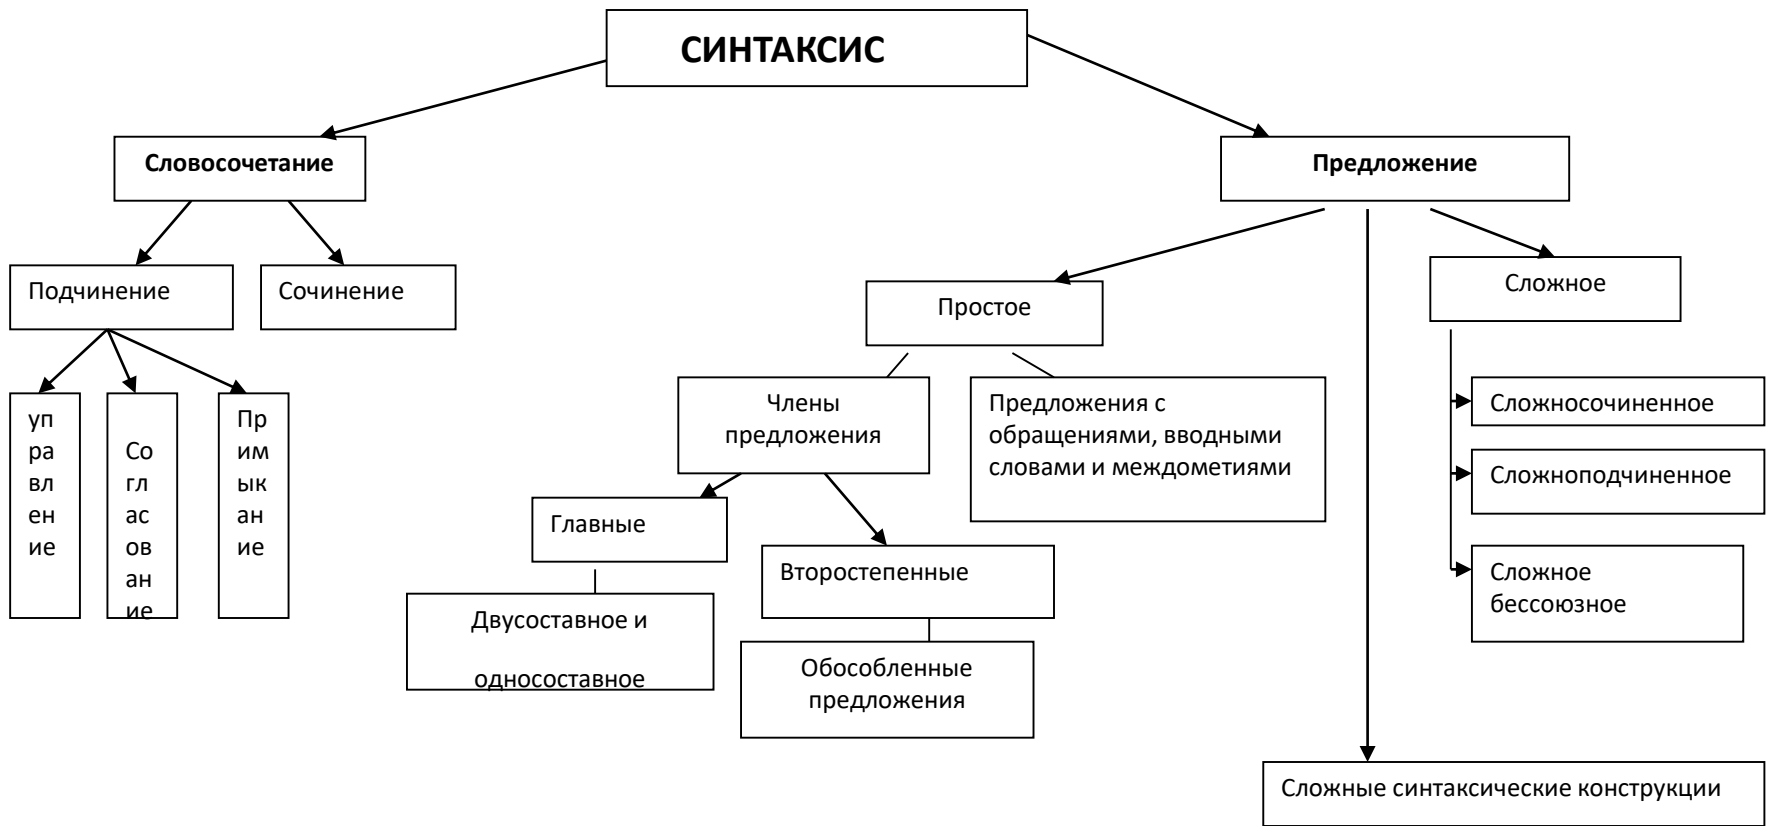 СИНТАКСИС
Словосочетание
Предложение
Подчинение
Сочинение
Простое
Сложное
уп
ра
вл
ен
ие
Со
гл
ас
ов
ан
ие
Пр
им
ык
ан
ие
Члены
предложения
Предложения с
обращениями, вводными
словами и междометиями
Сложносочиненное
Сложноподчиненное
Сложное
бессоюзное
Главные
Второстепенные
Двусоставное и
односоставное
Обособленные
предложения
Сложные синтаксические конструкции